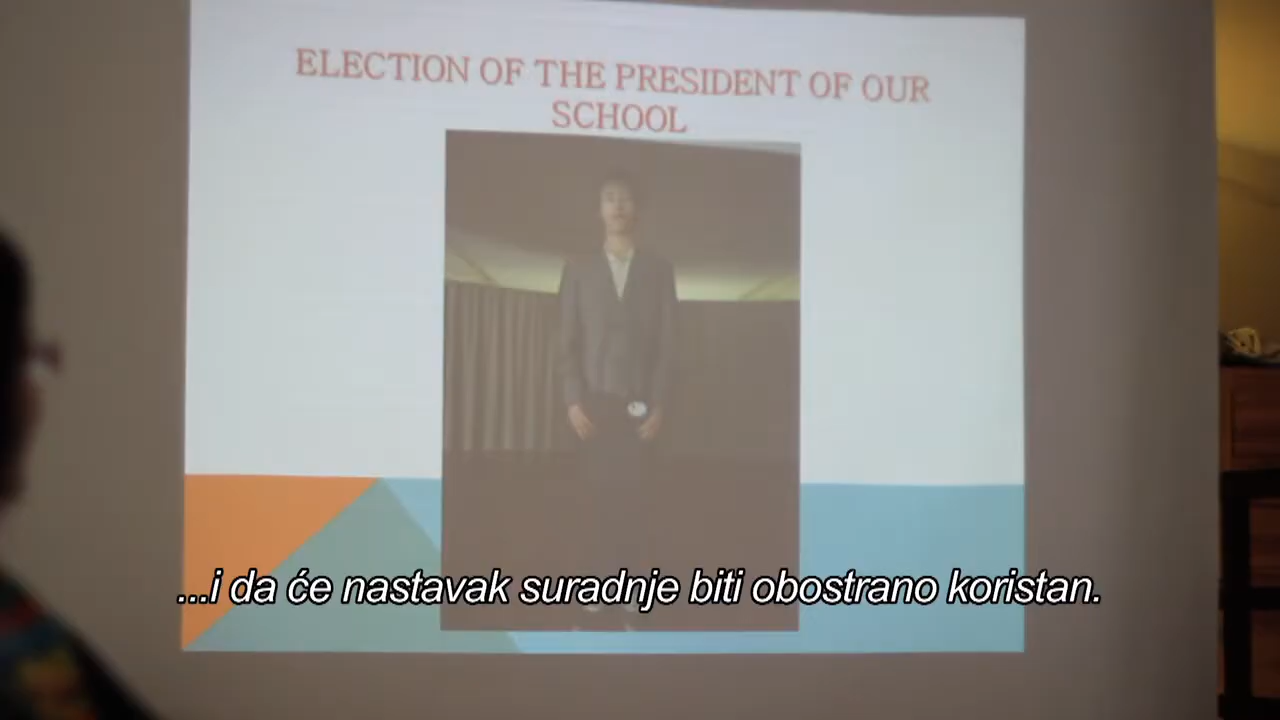 ELECTION OF THE PRESIDENT OF OUR
SCHOOL
...i da će nastavak suradnje biti obostrano koristan.